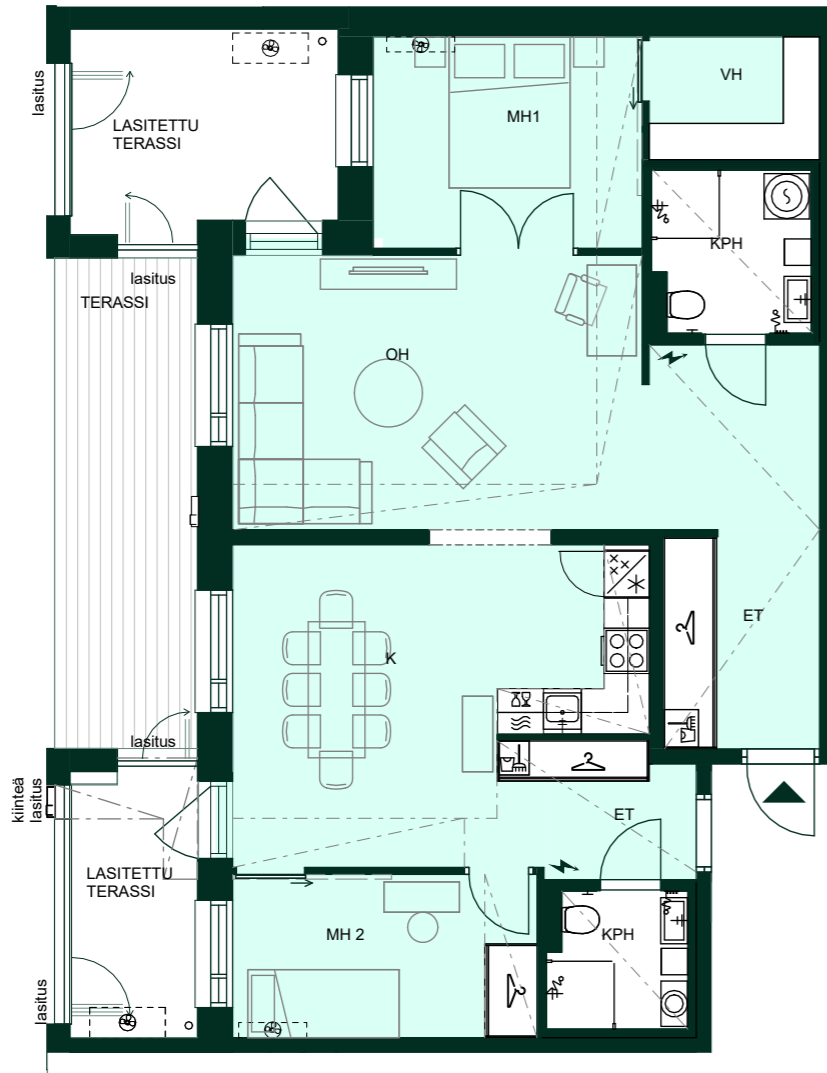 lasitus
LASITETTU
TERASSI
MH1
VH
KPH
lasitus
TERASSI
OH
ET
K
lasitus
kiinteä
lasitus
ET
LASITETTU
TERASSI
MH 2
KPH
lasitus